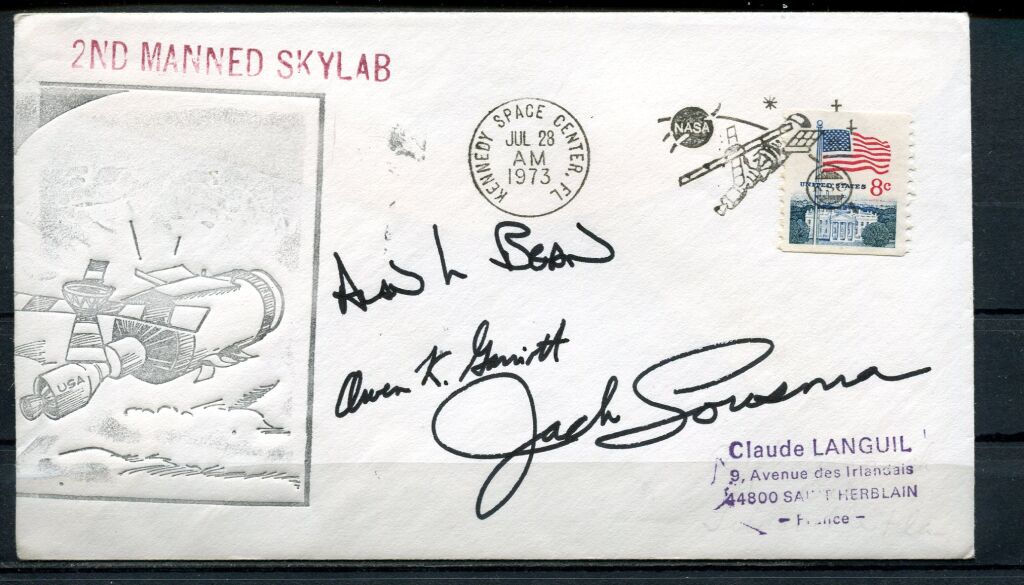 2ND MANNED SKYLAB
KENNEDY SPACE CENTER, FL
JUL 28
AM
1973
NASA
UNITED STATES 8c
USA
Alan L Bean
Owen K. Garriott
Jack Lousma
Claude LANGUIL
9, Avenue des Irlandais
44800 SAINT HERBLAIN
- France -